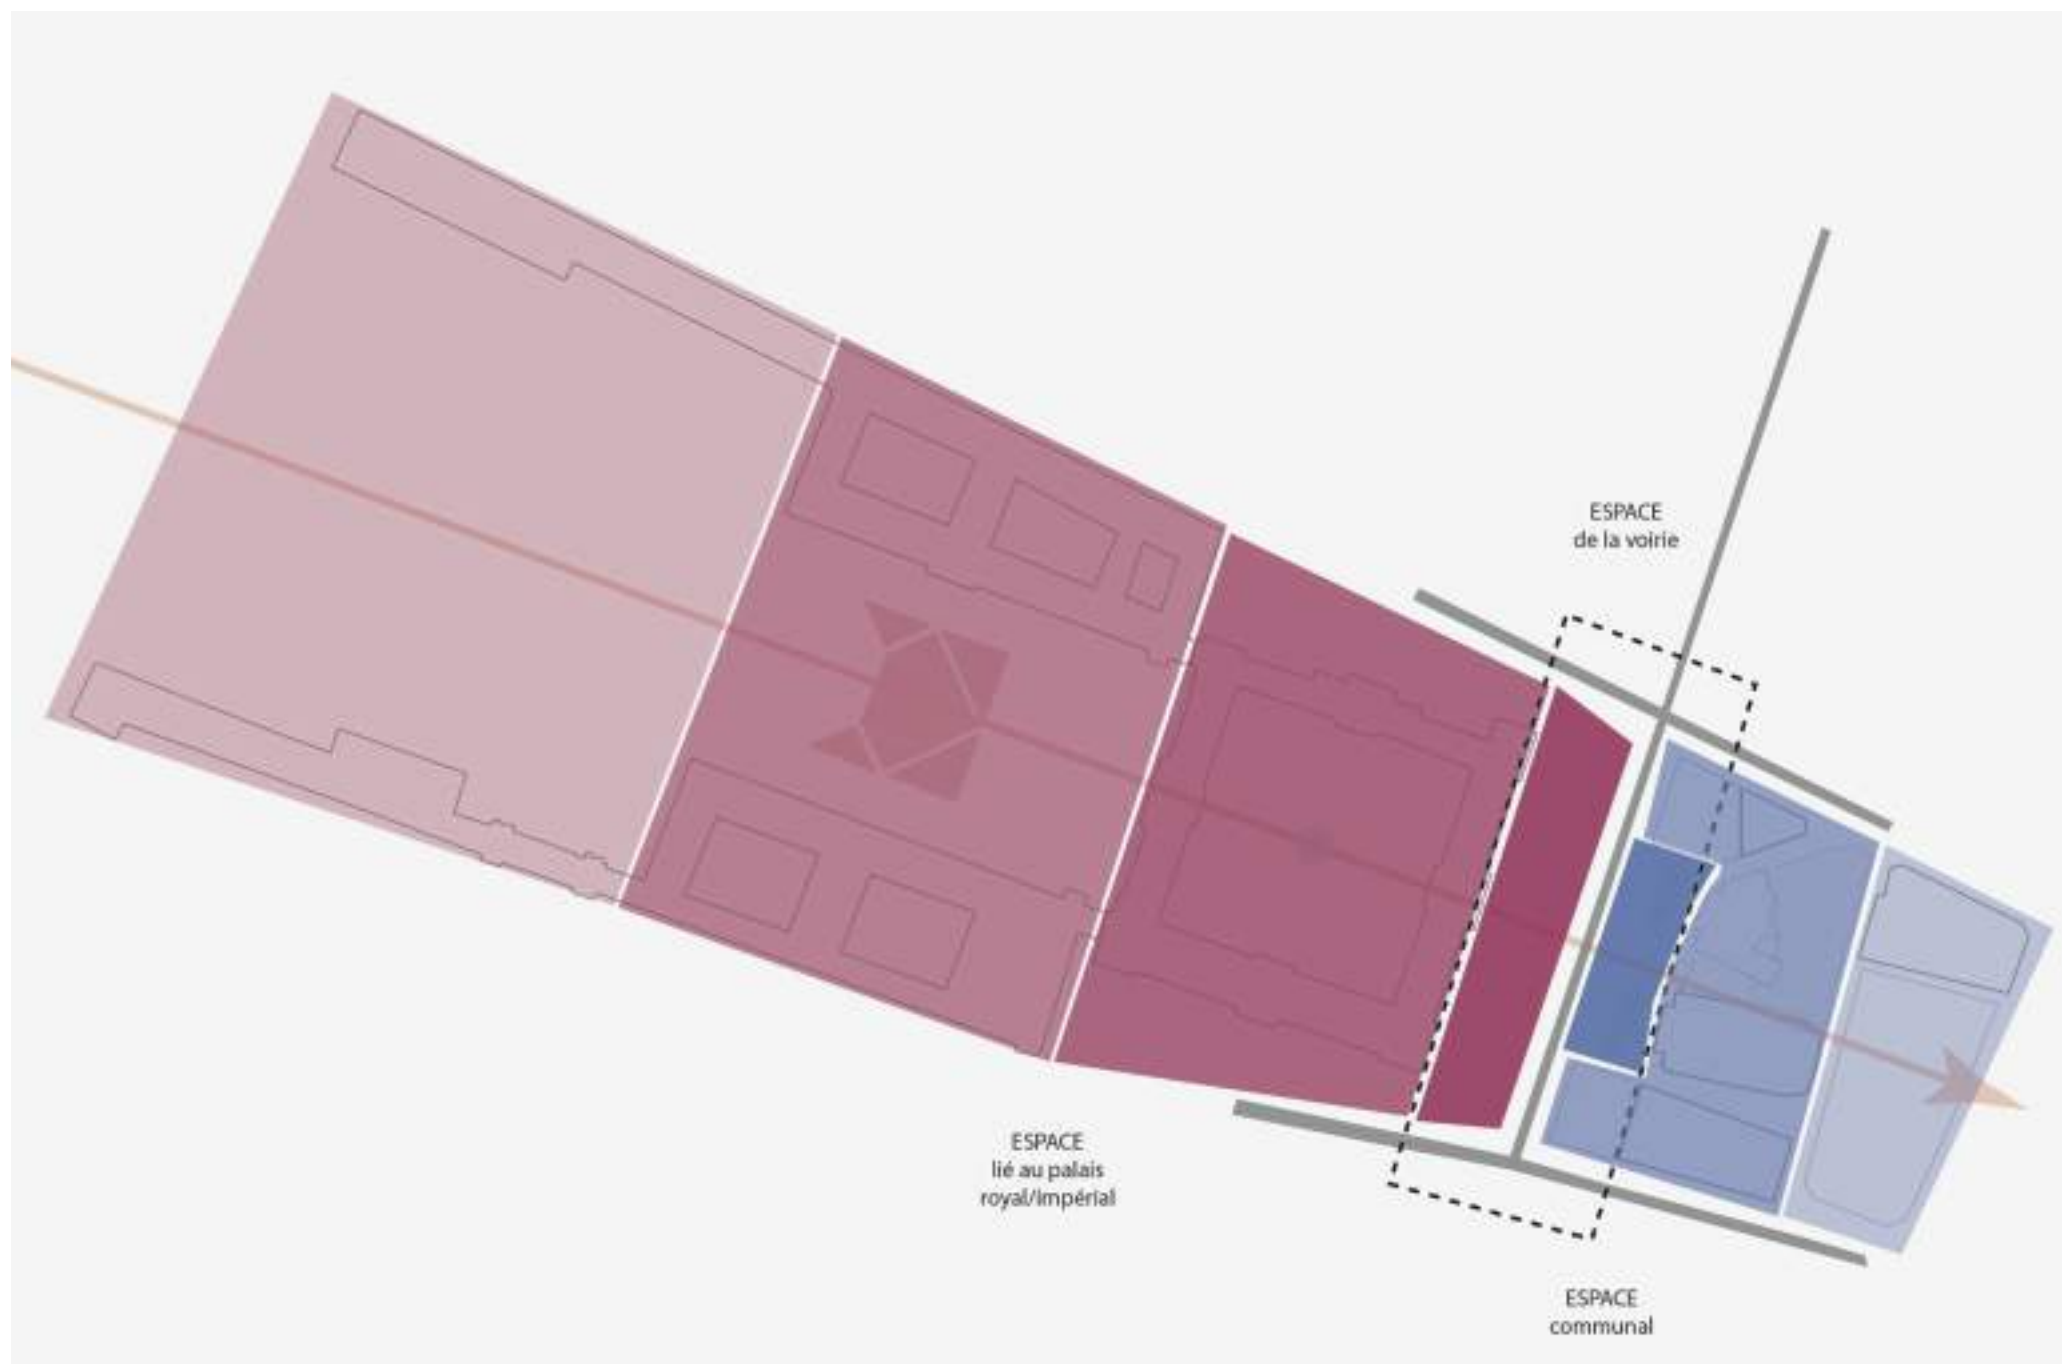 ESPACE
de la voirie
ESPACE
lié au palais
royal/impérial
ESPACE
communal